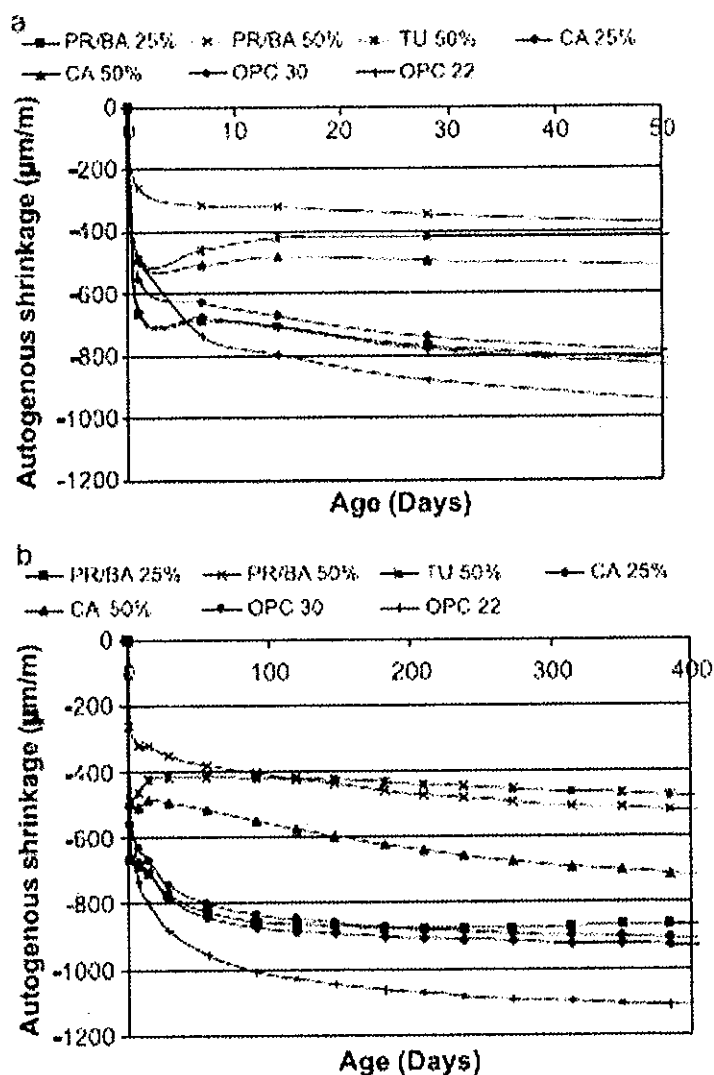 a
PR/BA 25% PR/BA 50% TU 50% CA 25%
CA 50% OPC 30 OPC 22
0
0 10 20 30 40 50
-200
-400
-600
-800
-1000
-1200
Autogenous shrinkage (µm/m)
Age (Days)
b
PR/BA 25% PR/BA 50% TU 50% CA 25%
CA 50% OPC 30 OPC 22
0
0 100 200 300 400
-200
-400
-600
-800
-1000
-1200
Autogenous shrinkage (µm/m)
Age (Days)